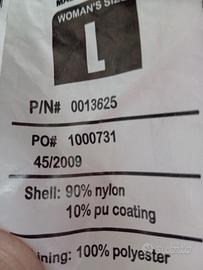 WOMAN'S SIZE
L
P/N# 0013625
PO# 1000731
45/2009
Shell: 90% nylon
10% pu coating
ining: 100% polyester